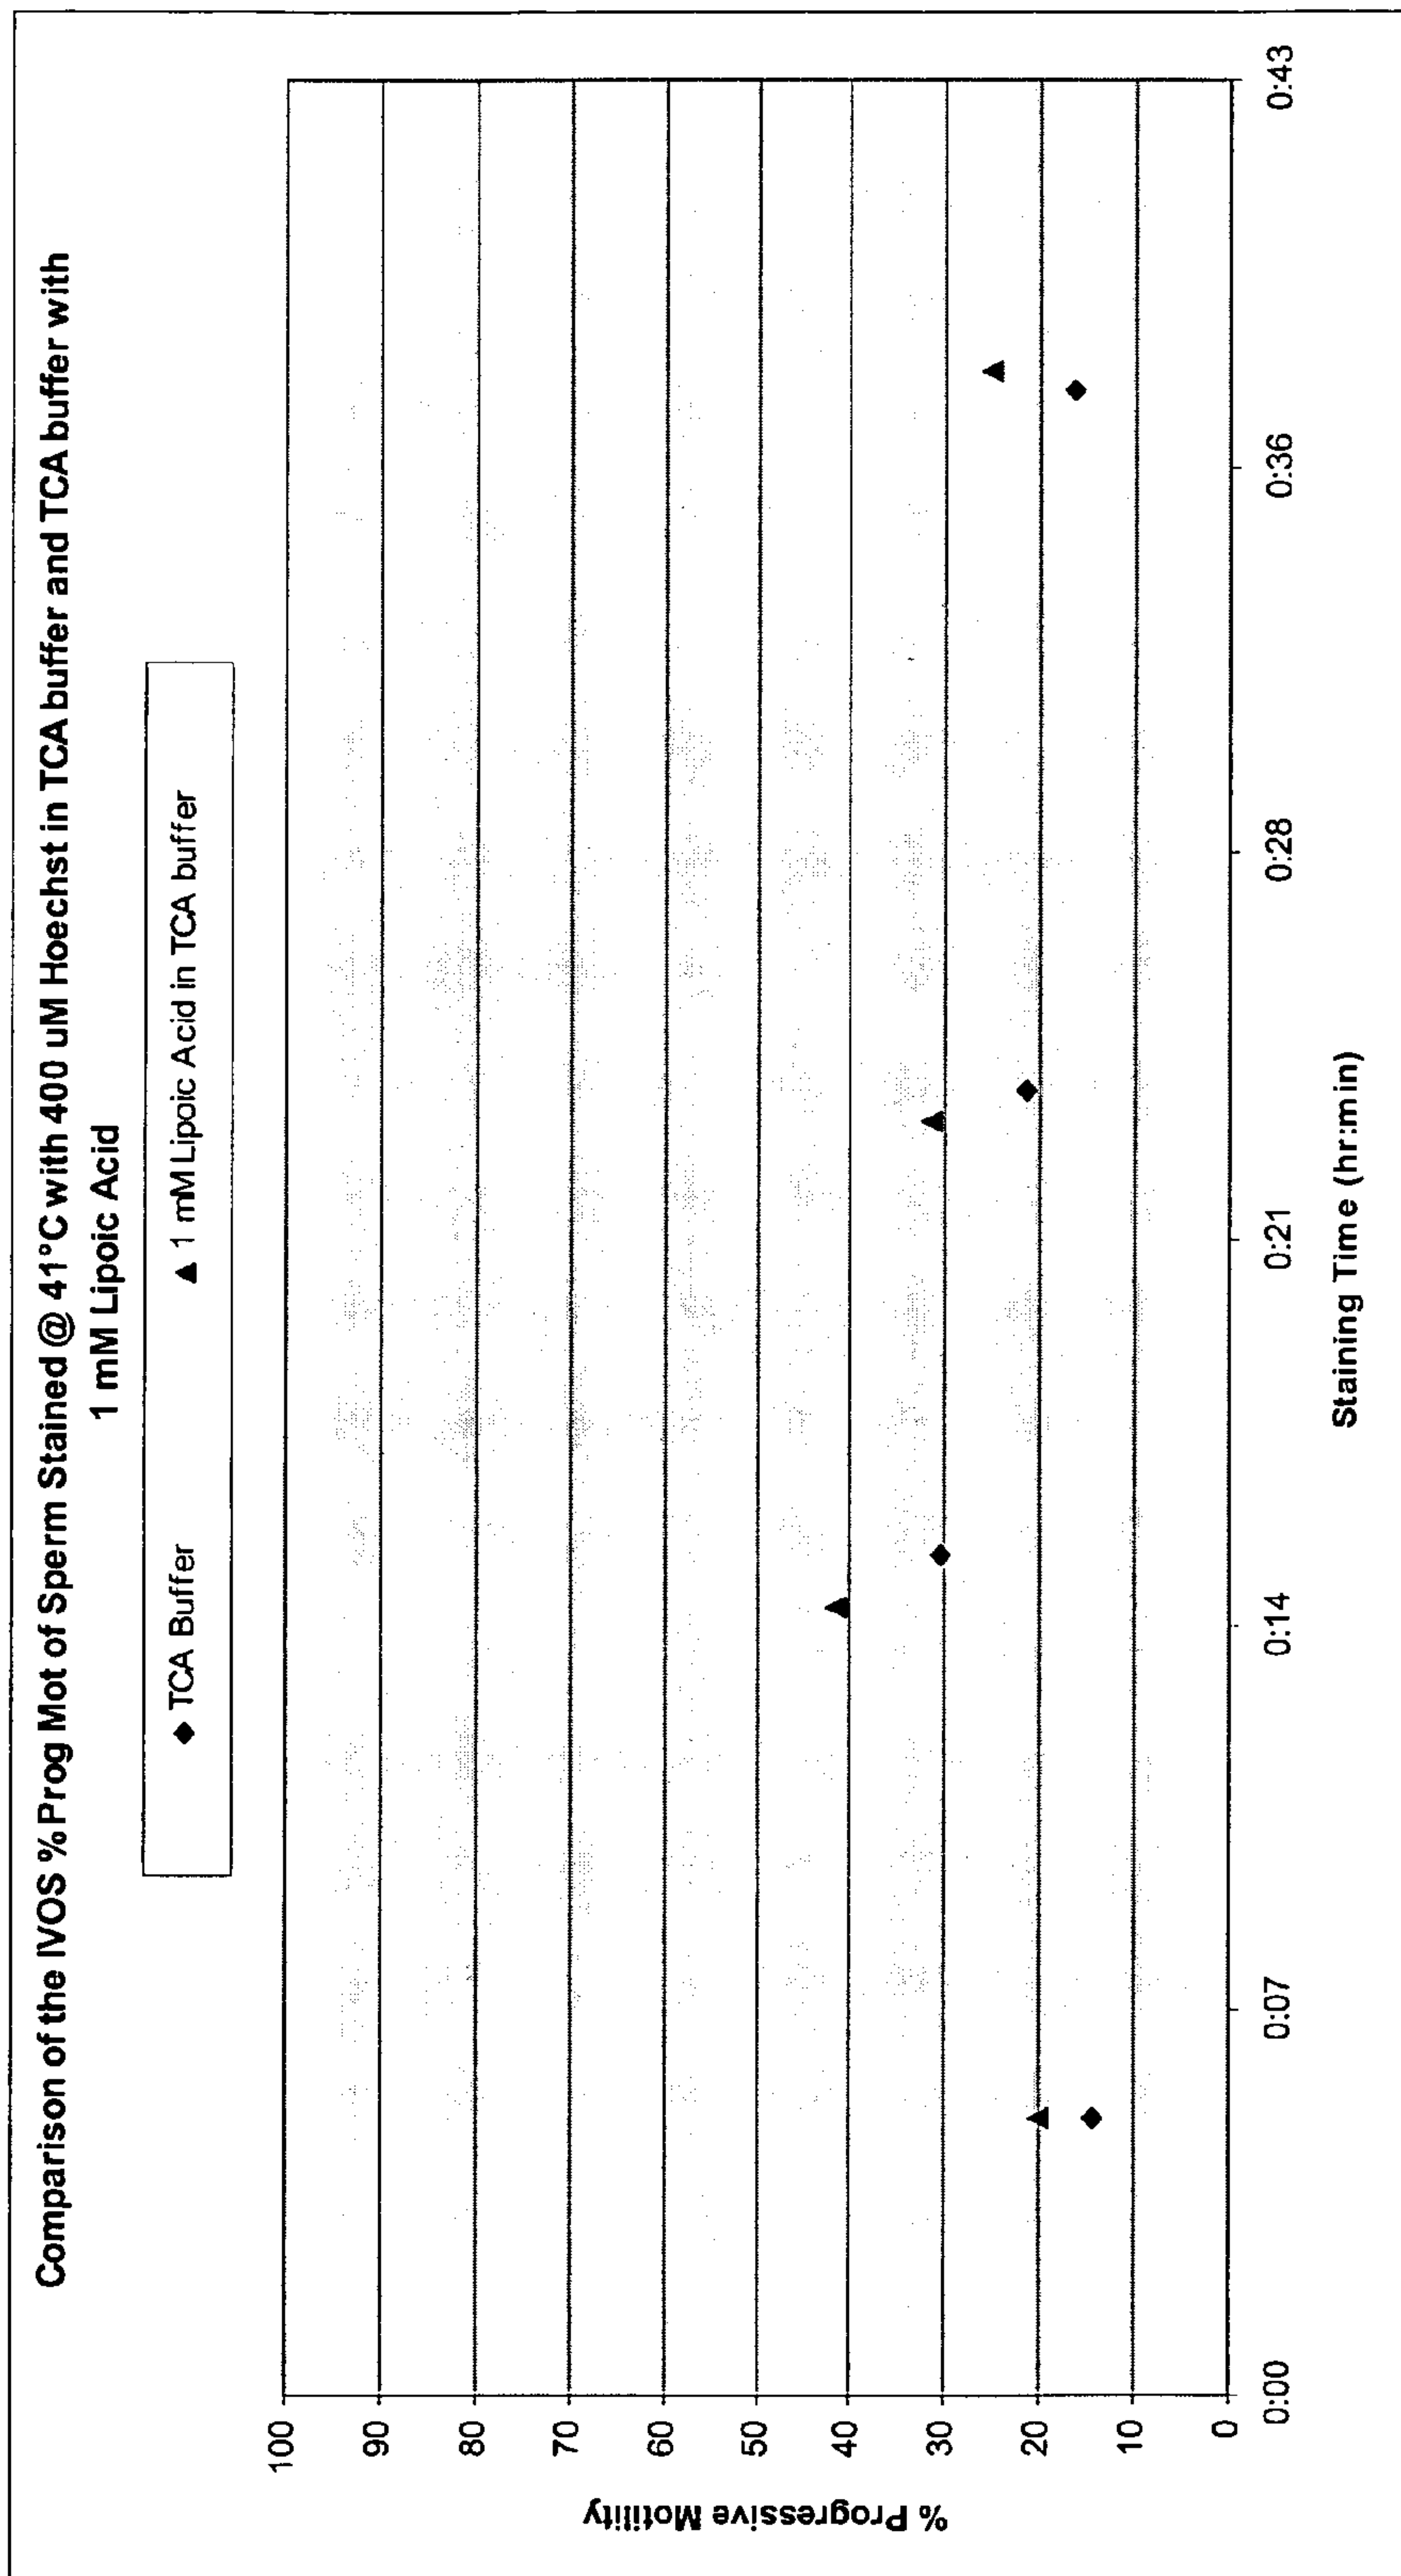 Comparison of the IVOS % Prog Mot of Sperm Stained @ 41°C with 400 uM Hoechst in TCA buffer and TCA buffer with
1 mM Lipoic Acid
◆ TCA Buffer ▲ 1 mM Lipoic Acid in TCA buffer
% Progressive Motility
100
90
80
70
60
50
40
30
20
10
0
0:00 0:07 0:14 0:21 0:28 0:36 0:43
Staining Time (hr:min)